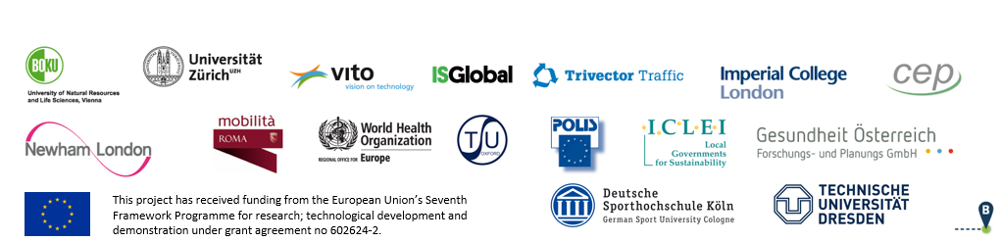 BOKU
University of Natural Resources
and Life Sciences, Vienna
Universität
Zürich UZH
vito
vision on technology
ISGlobal
Trivector Traffic
Imperial College
London
cep
Newham London
mobilità
ROMA
World Health
Organization
REGIONAL OFFICE FOR Europe
TSU
OXFORD
POLIS
I.C.L.E.I
Local
Governments
for Sustainability
Gesundheit Österreich
Forschungs- und Planungs GmbH
This project has received funding from the European Union’s Seventh
Framework Programme for research; technological development and
demonstration under grant agreement no 602624-2.
Deutsche
Sporthochschule Köln
German Sport University Cologne
TECHNISCHE
UNIVERSITÄT
DRESDEN
B